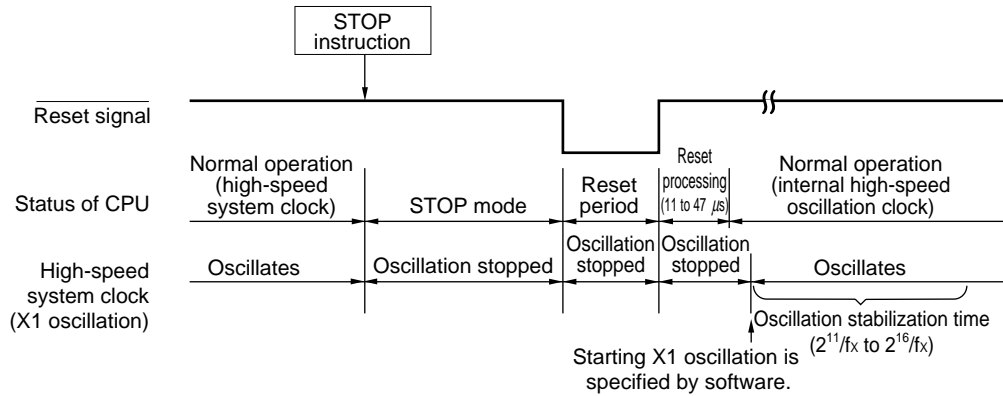 STOP
instruction
Reset signal
Status of CPU
Normal operation
(high-speed
system clock)
STOP mode
Reset
period
Reset
processing
(11 to 47 μs)
Normal operation
(internal high-speed
oscillation clock)
High-speed
system clock
(X1 oscillation)
Oscillates
Oscillation stopped
Oscillation
stopped
Oscillation
stopped
Oscillates
Oscillation stabilization time
(2¹¹/fx to 2¹⁶/fx)
Starting X1 oscillation is
specified by software.